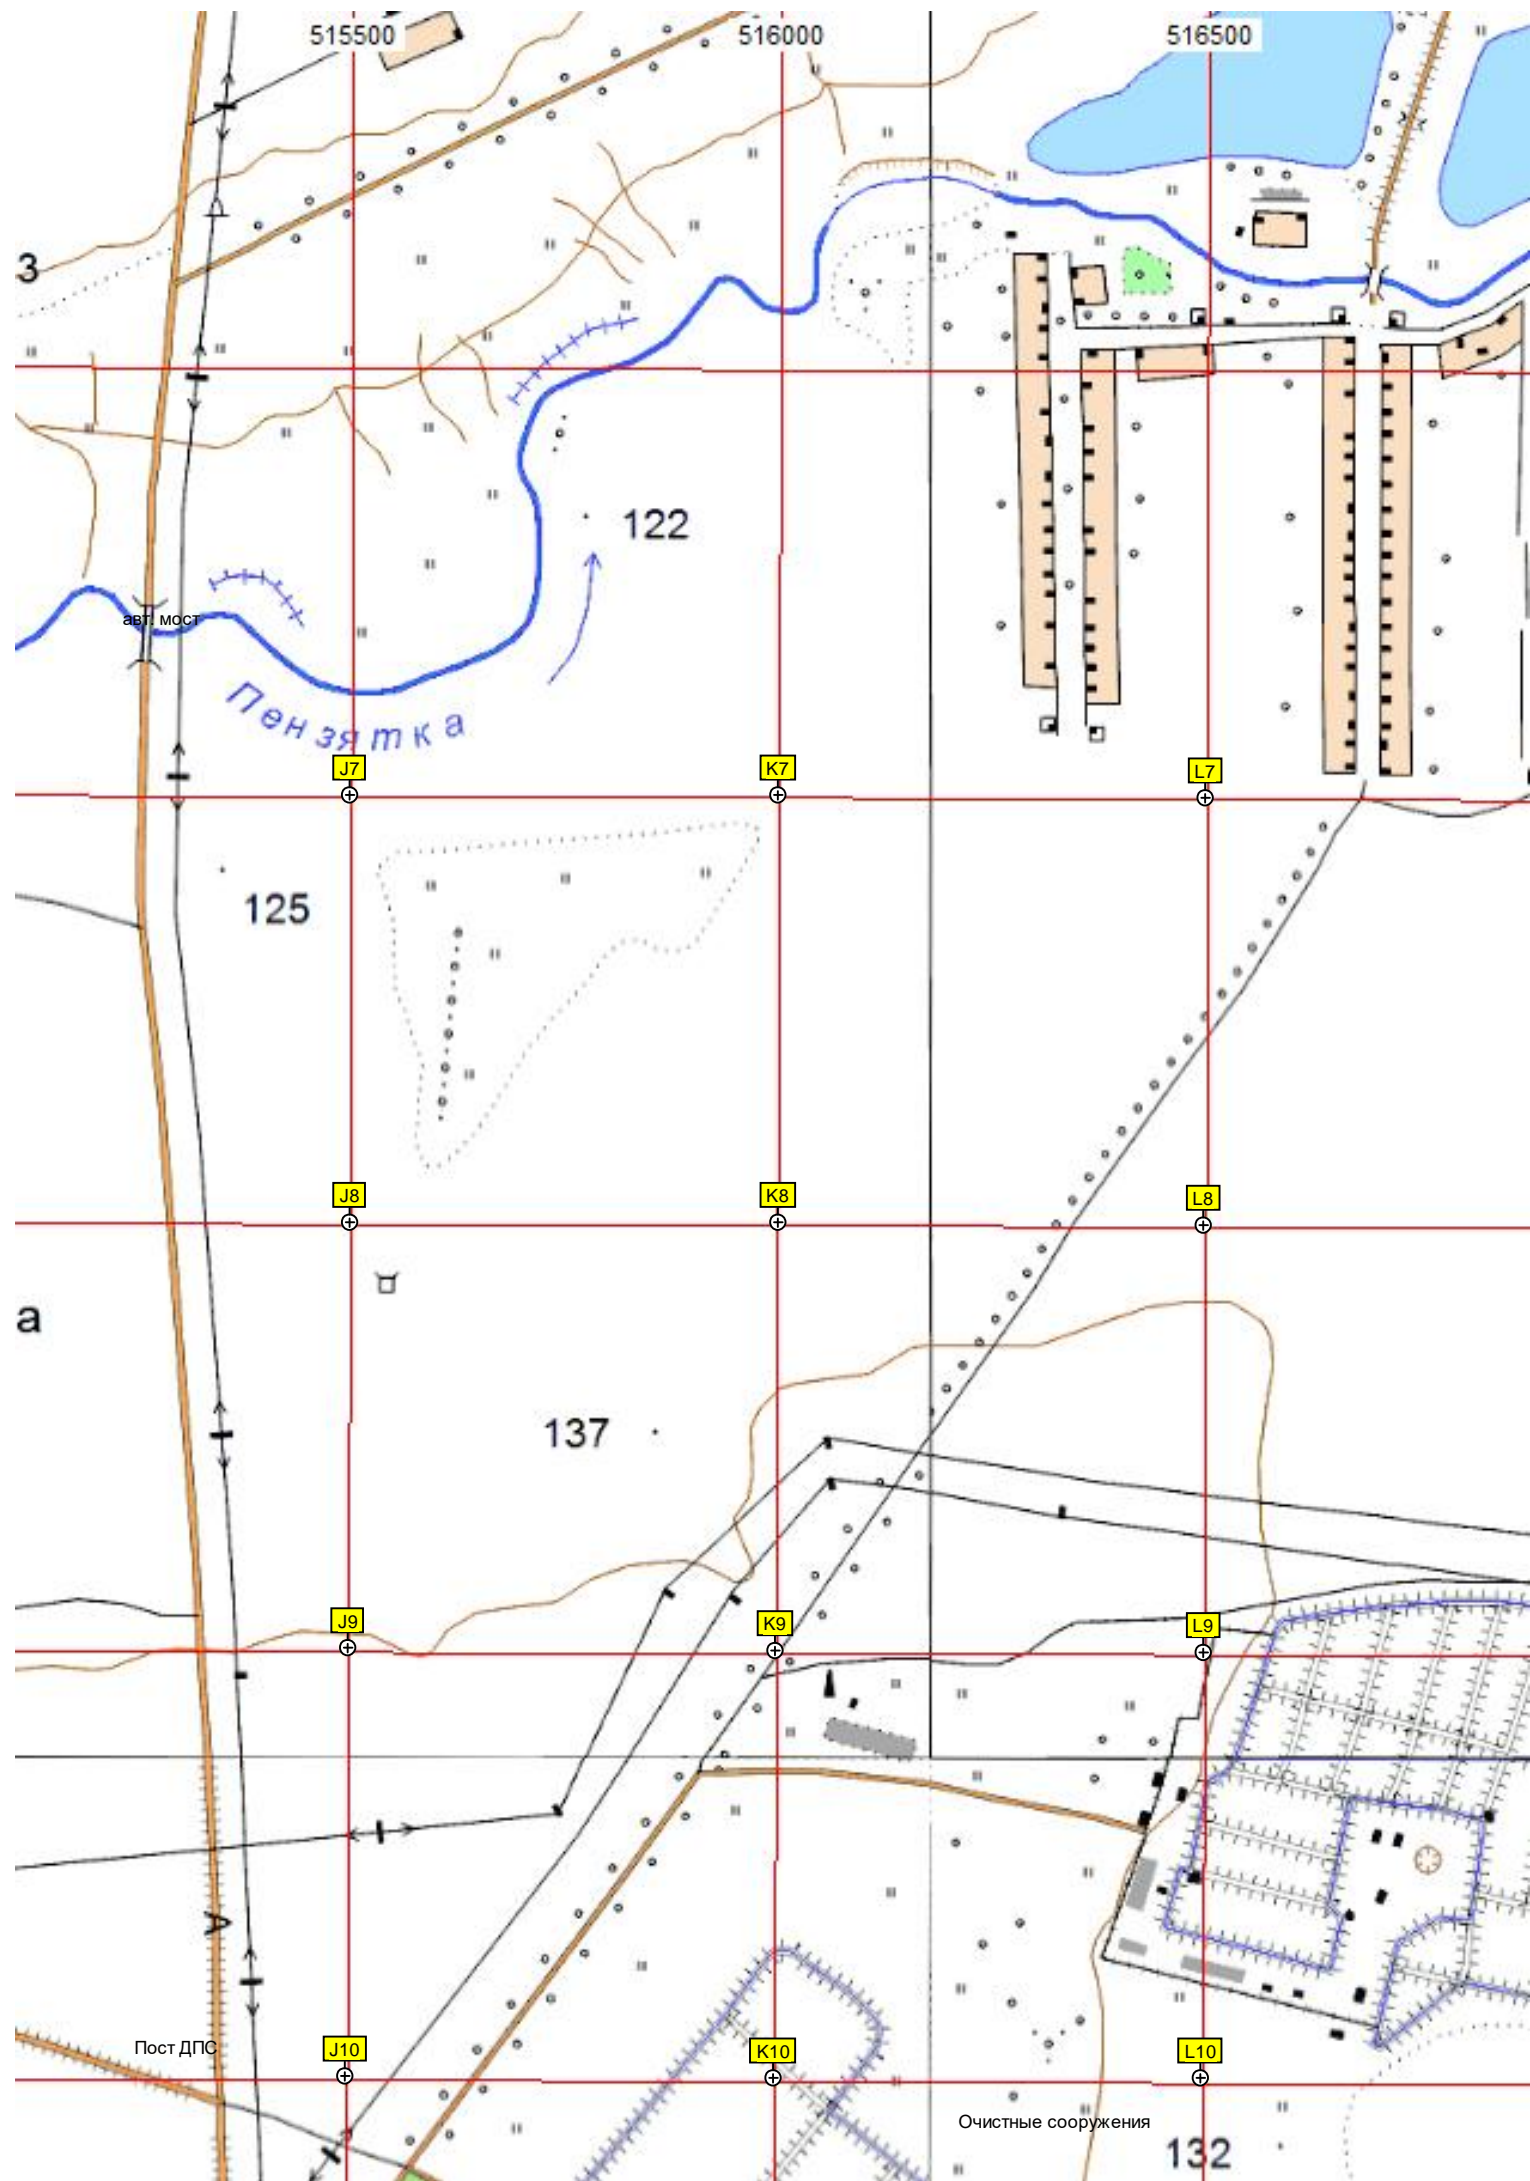 515500 516000 516500
3
122
авт. мост
Пензятка
J7 K7 L7
125
J8 K8 L8
а
137
J9 K9 L9
А
Пост ДПС
J10 K10 L10
Очистные сооружения
132